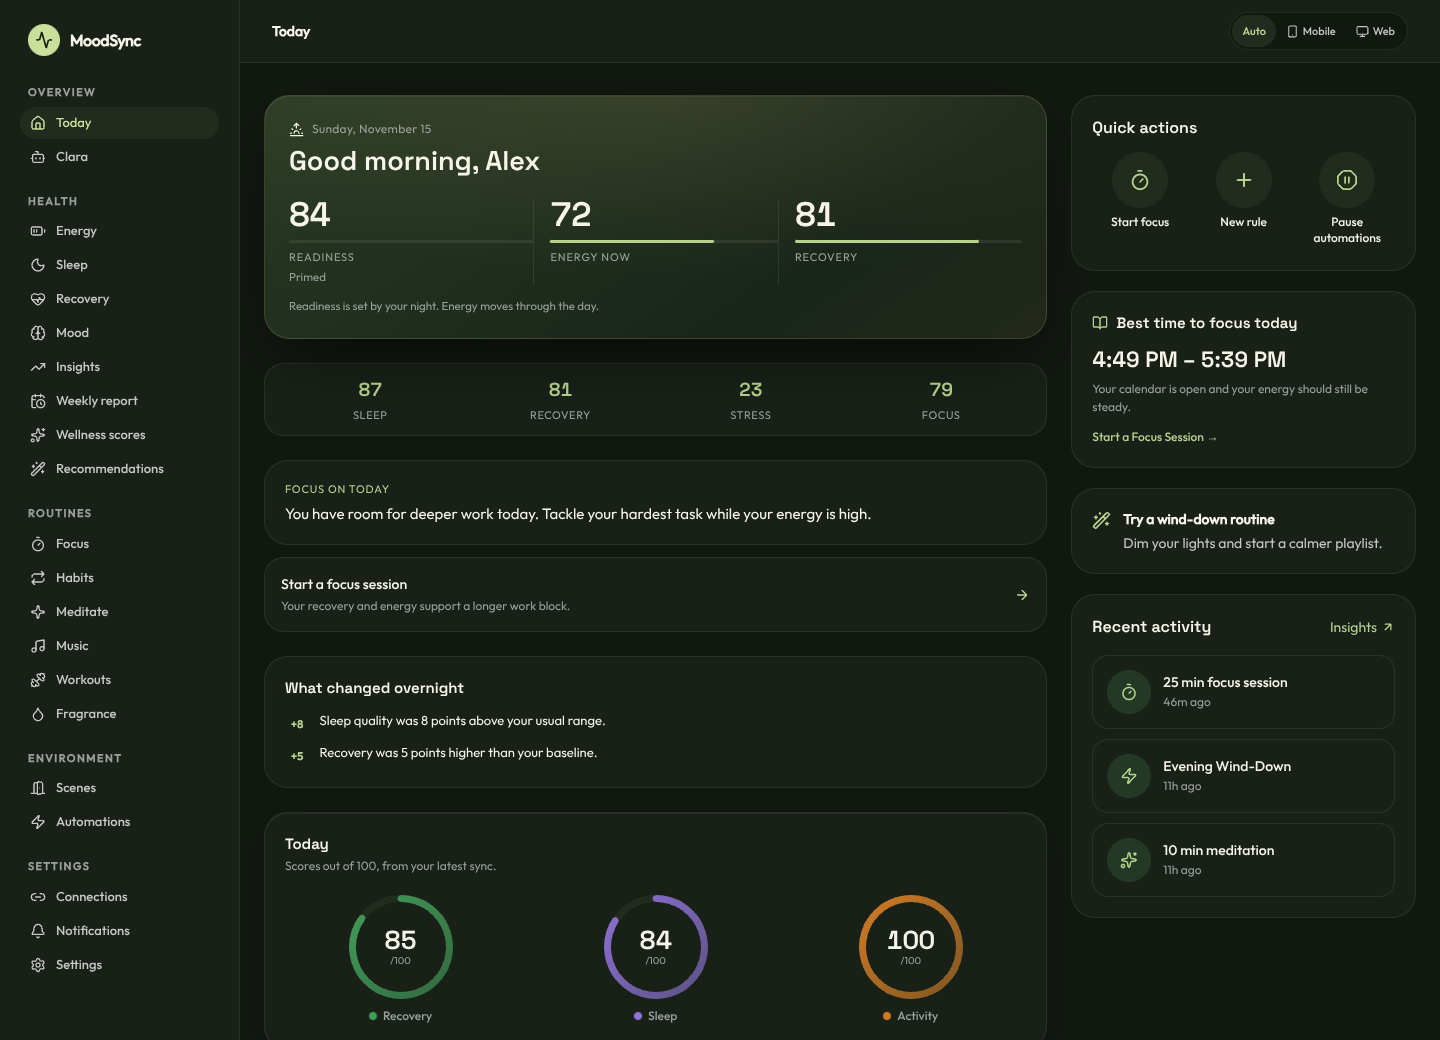 MoodSync
OVERVIEW
Today
Clara
HEALTH
Energy
Sleep
Recovery
Mood
Insights
Weekly report
Wellness scores
Recommendations
ROUTINES
Focus
Habits
Meditate
Music
Workouts
Fragrance
ENVIRONMENT
Scenes
Automations
SETTINGS
Connections
Notifications
Settings
Today
Auto
Mobile
Web
Sunday, November 15
Good morning, Alex
84
READINESS
Primed
72
ENERGY NOW
81
RECOVERY
Readiness is set by your night. Energy moves through the day.
87
SLEEP
81
RECOVERY
23
STRESS
79
FOCUS
FOCUS ON TODAY
You have room for deeper work today. Tackle your hardest task while your energy is high.
Start a focus session
Your recovery and energy support a longer work block.
→
What changed overnight
+8 Sleep quality was 8 points above your usual range.
+5 Recovery was 5 points higher than your baseline.
Today
Scores out of 100, from your latest sync.
85
/100
Recovery
84
/100
Sleep
100
/100
Activity
Quick actions
Start focus
New rule
Pause
automations
Best time to focus today
4:49 PM – 5:39 PM
Your calendar is open and your energy should still be
steady.
Start a Focus Session →
Try a wind-down routine
Dim your lights and start a calmer playlist.
Recent activity
Insights ↗
25 min focus session
46m ago
Evening Wind-Down
11h ago
10 min meditation
11h ago